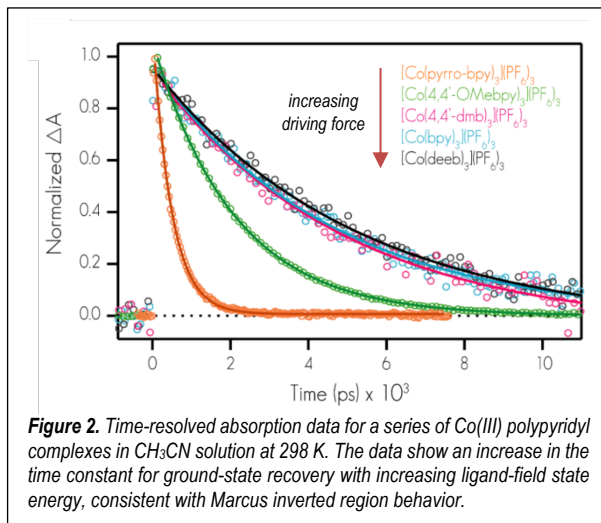 1.0
0.8
0.6
0.4
0.2
0.0
Normalized ΔA
increasing
driving force
[Co(pyrro-bpy)₃](PF₆)₃
[Co(4,4'-OMebpy)₃](PF₆)₃
[Co(4,4'-dmb)₃](PF₆)₃
[Co(bpy)₃](PF₆)₃
[Co(deeb)₃](PF₆)₃
0 2 4 6 8 10
Time (ps) x 10³
Figure 2. Time-resolved absorption data for a series of Co(III) polypyridyl
complexes in CH₃CN solution at 298 K. The data show an increase in the
time constant for ground-state recovery with increasing ligand-field state
energy, consistent with Marcus inverted region behavior.